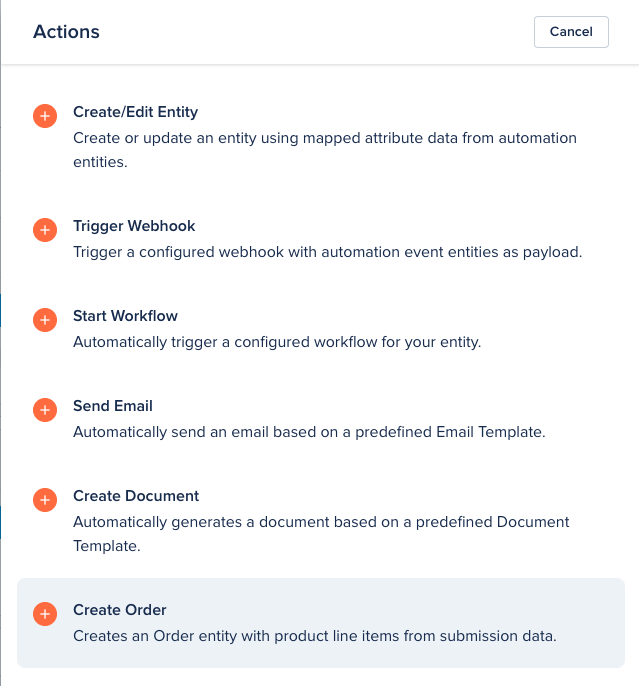 Actions
Cancel
Create/Edit Entity
Create or update an entity using mapped attribute data from automation
entities.
Trigger Webhook
Trigger a configured webhook with automation event entities as payload.
Start Workflow
Automatically trigger a configured workflow for your entity.
Send Email
Automatically send an email based on a predefined Email Template.
Create Document
Automatically generates a document based on a predefined Document
Template.
Create Order
Creates an Order entity with product line items from submission data.